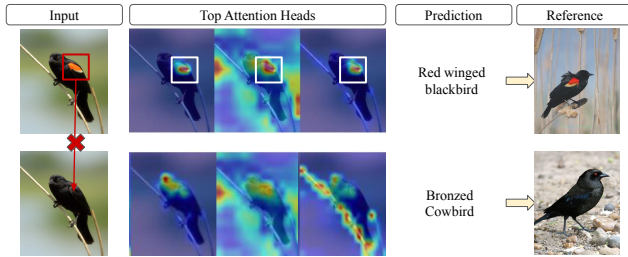 Input
Top Attention Heads
Prediction
Reference
Red winged
blackbird
Bronzed
Cowbird